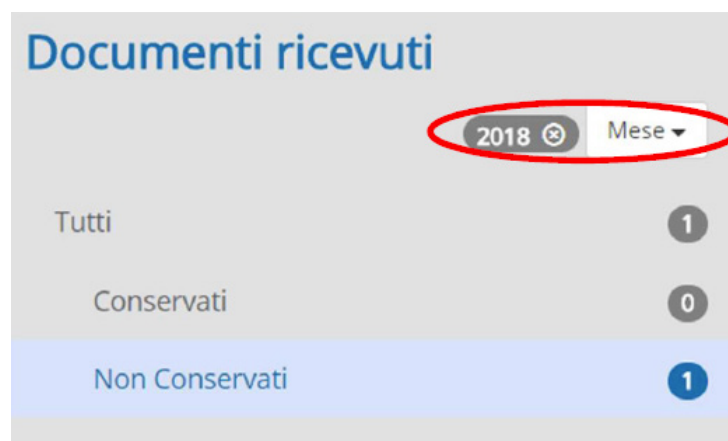 Documenti ricevuti
2018 Mese
Tutti 1
Conservati 0
Non Conservati 1